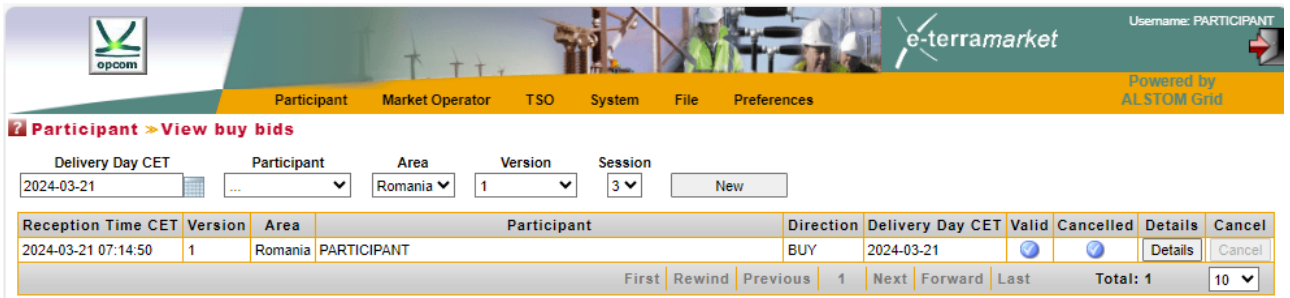 Username: PARTICIPANT
opcom
e-terramarket
Powered by
ALSTOM Grid
Participant Market Operator TSO System File Preferences
? Participant » View buy bids
Delivery Day CET Participant Area Version Session
2024-03-21 ... Romania 1 3 New
Reception Time CET Version Area Participant Direction Delivery Day CET Valid Cancelled Details Cancel
2024-03-21 07:14:50 1 Romania PARTICIPANT BUY 2024-03-21 Details Cancel
First Rewind Previous 1 Next Forward Last Total: 1 10